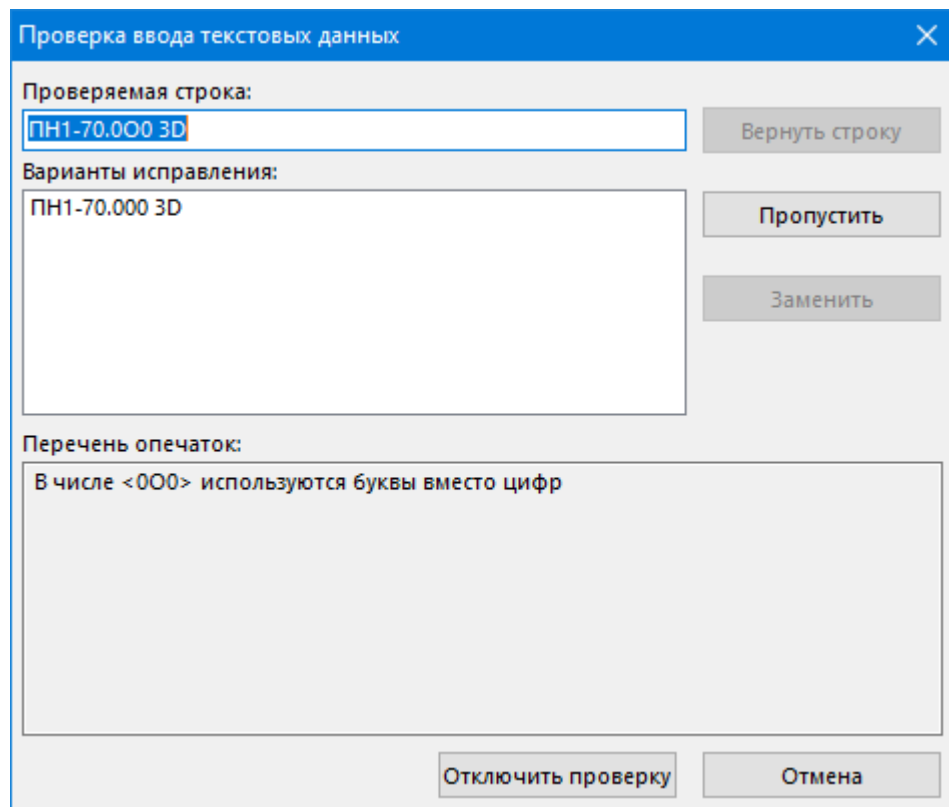 Проверка ввода текстовых данных
Проверяемая строка:
ПН1-70.0О0 3D
Вернуть строку
Варианты исправления:
ПН1-70.000 3D
Пропустить
Заменить
Перечень опечаток:
В числе <0О0> используются буквы вместо цифр
Отключить проверку
Отмена